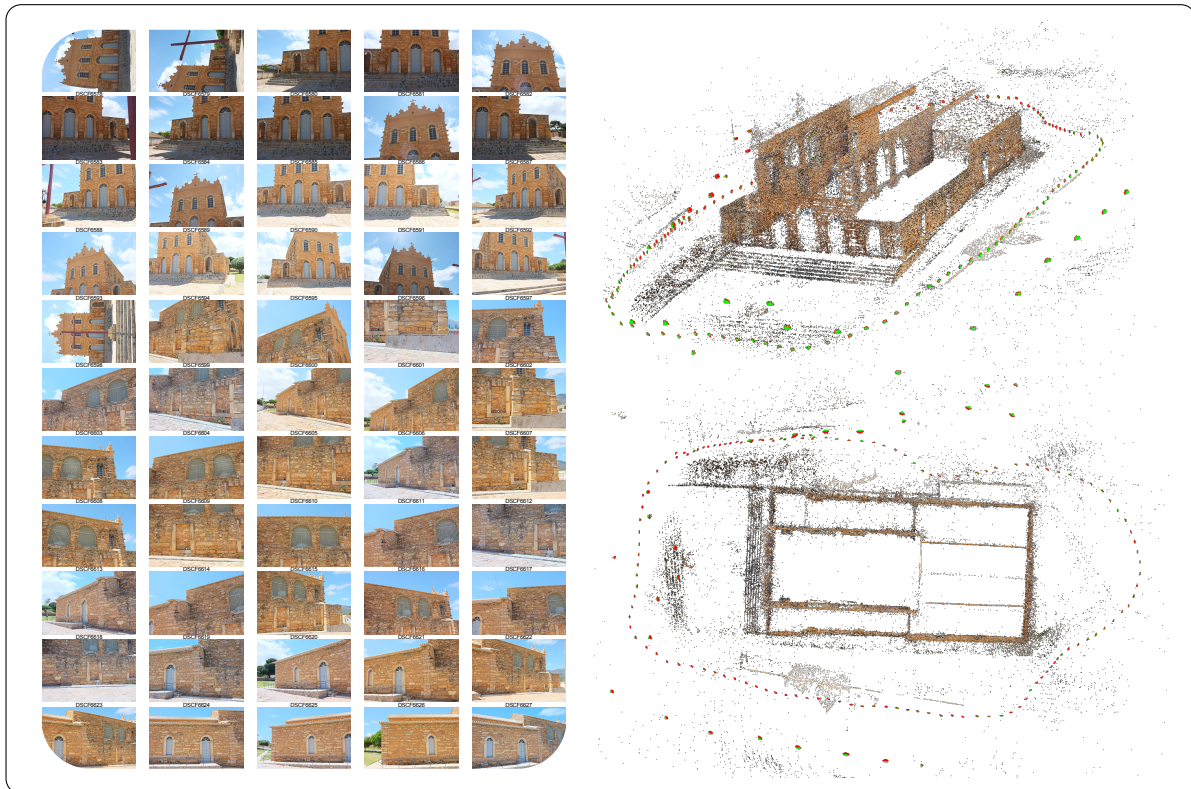 DSCF6578 DSCF6579 DSCF6580 DSCF6581 DSCF6582
DSCF6583 DSCF6584 DSCF6585 DSCF6586 DSCF6587
DSCF6588 DSCF6589 DSCF6590 DSCF6591 DSCF6592
DSCF6593 DSCF6594 DSCF6595 DSCF6596 DSCF6597
DSCF6598 DSCF6599 DSCF6600 DSCF6601 DSCF6602
DSCF6603 DSCF6604 DSCF6605 DSCF6606 DSCF6607
DSCF6608 DSCF6609 DSCF6610 DSCF6611 DSCF6612
DSCF6613 DSCF6614 DSCF6615 DSCF6616 DSCF6617
DSCF6618 DSCF6619 DSCF6620 DSCF6621 DSCF6622
DSCF6623 DSCF6624 DSCF6625 DSCF6626 DSCF6627